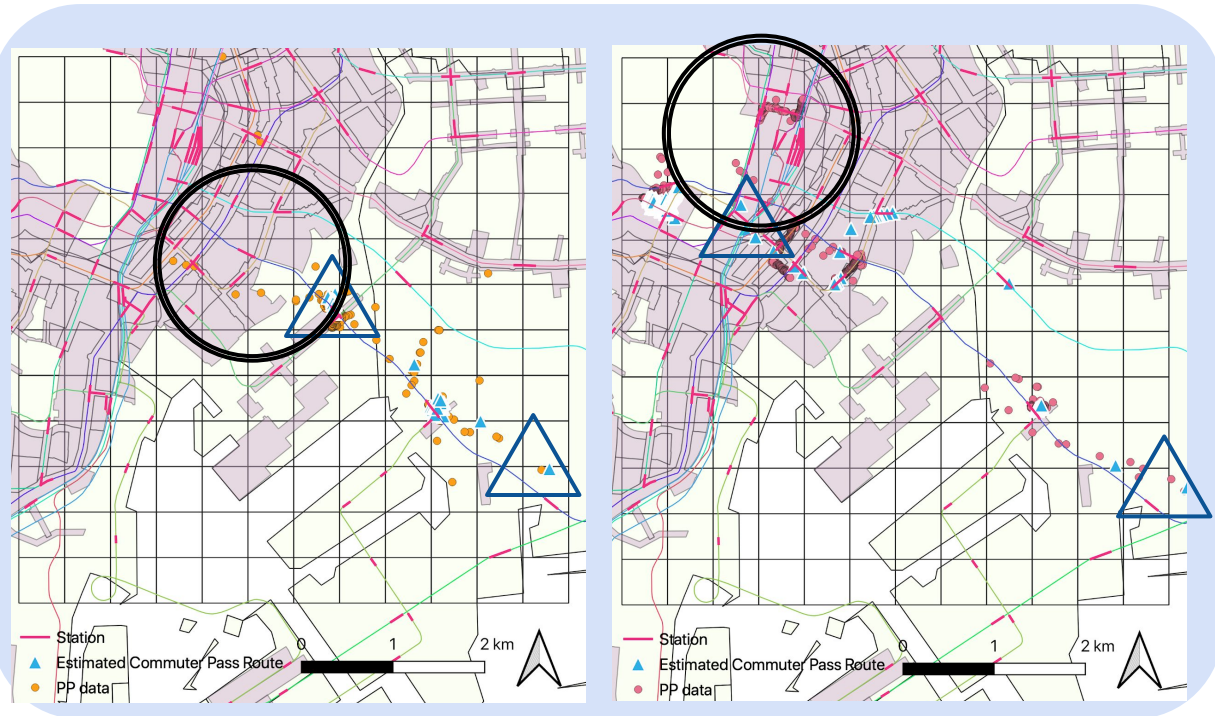 0 1 2 km
Station
Estimated Commuter Pass Route
PP data
0 1 2 km
Station
Estimated Commuter Pass Route
PP data